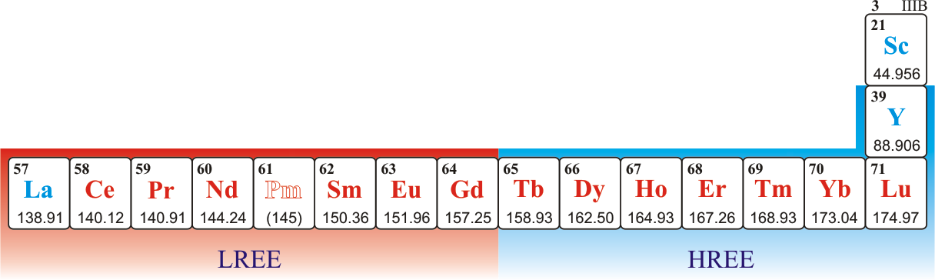 3 IIIB
21
Sc
44.956
39
Y
88.906
57 58 59 60 61 62 63 64 65 66 67 68 69 70 71
La Ce Pr Nd Pm Sm Eu Gd Tb Dy Ho Er Tm Yb Lu
138.91 140.12 140.91 144.24 (145) 150.36 151.96 157.25 158.93 162.50 164.93 167.26 168.93 173.04 174.97
LREE HREE